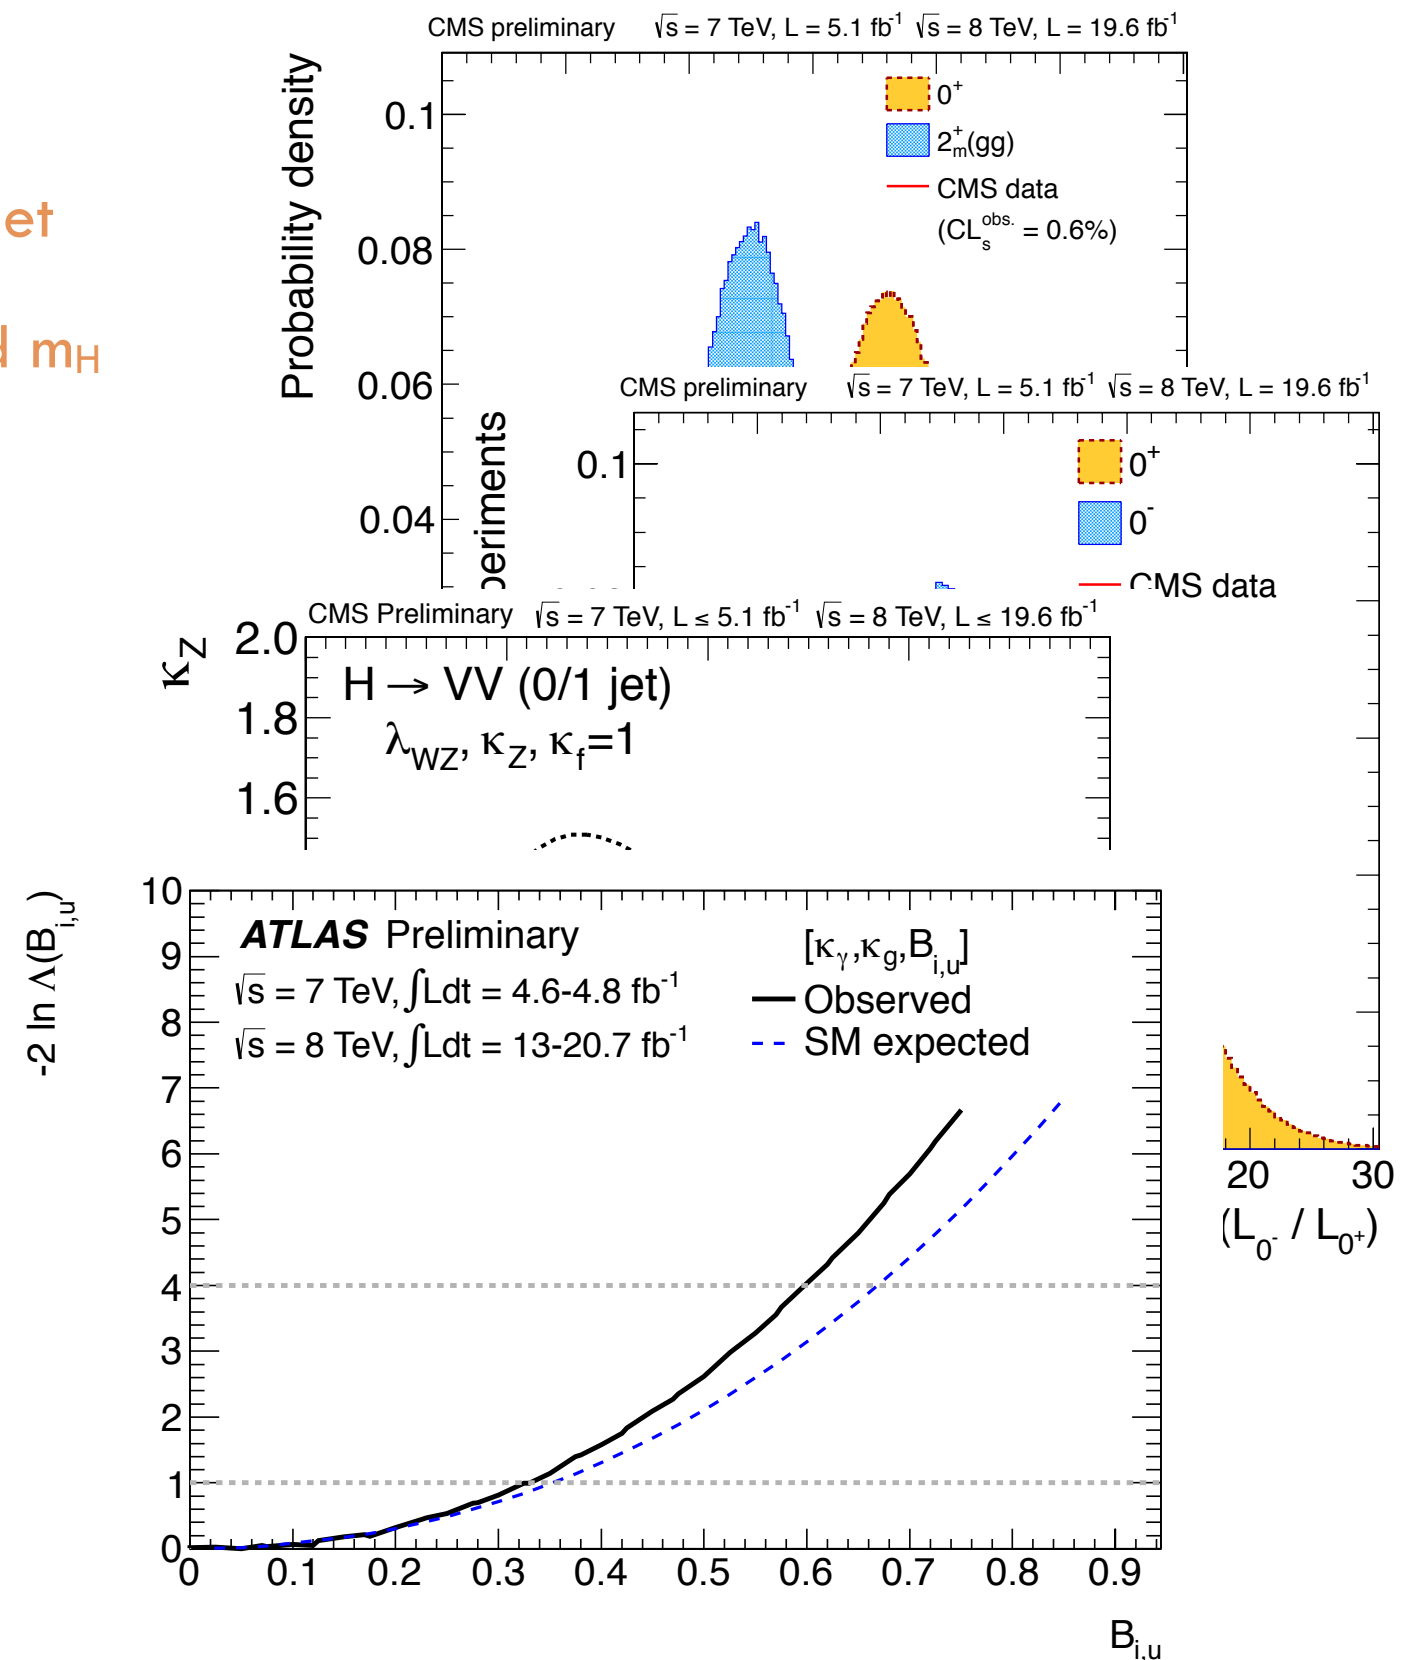 CMS preliminary √s = 7 TeV, L = 5.1 fb⁻¹ √s = 8 TeV, L = 19.6 fb⁻¹
Probability density
0.1
0.08
0.06
0.04
0⁺
2⁺ₘ(gg)
CMS data
(CLₛᵒᵇˢ· = 0.6%)
et
mH
CMS preliminary √s = 7 TeV, L = 5.1 fb⁻¹ √s = 8 TeV, L = 19.6 fb⁻¹
periments
0.1
0⁺
0⁻
CMS data
20 30
(L0⁻ / L0⁺)
CMS Preliminary √s = 7 TeV, L ≤ 5.1 fb⁻¹ √s = 8 TeV, L ≤ 19.6 fb⁻¹
κZ
2.0
1.8
1.6
H → VV (0/1 jet)
λWZ, κZ, κf=1
-2 ln Λ(Bi,u)
10
9
8
7
6
5
4
3
2
1
0
ATLAS Preliminary
√s = 7 TeV, ∫Ldt = 4.6-4.8 fb⁻¹
√s = 8 TeV, ∫Ldt = 13-20.7 fb⁻¹
[κγ,κg,Bi,u]
Observed
SM expected
0 0.1 0.2 0.3 0.4 0.5 0.6 0.7 0.8 0.9
Bi,u